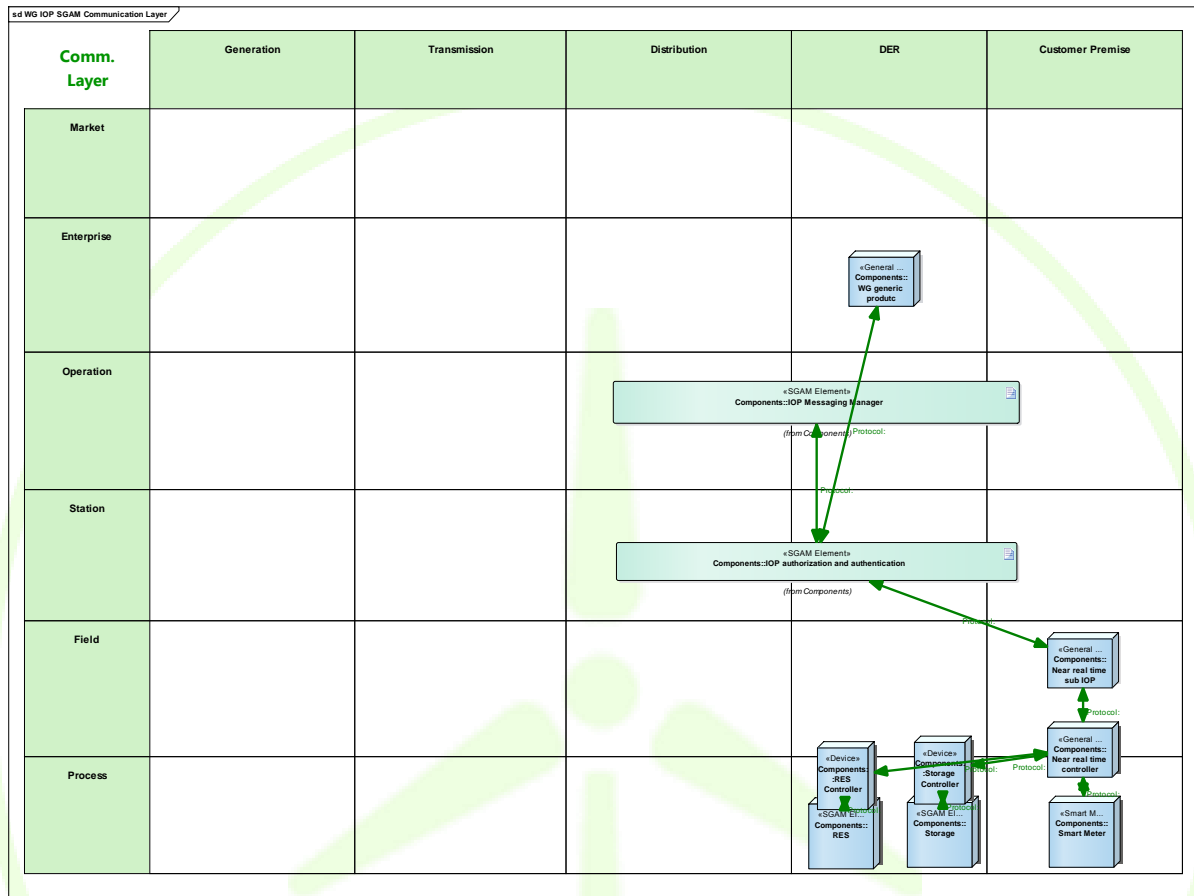 sd WG IOP SGAM Communication Layer
Comm.
Layer
Generation
Transmission
Distribution
DER
Customer Premise
Market
Enterprise
«General ...
Components::
WG generic
produtc
Operation
«SGAM Element»
Components::IOP Messaging Manager
(from Components)
Protocol:
Protocol:
Station
«SGAM Element»
Components::IOP authorization and authentication
(from Components)
Protocol:
Field
«General ...
Components::
Near real time
sub IOP
Protocol:
«General ...
Components::
Near real time
controller
Protocol:
Protocol:
Process
«Device»
Components:
:RES
Controller
«Device»
Components:
:Storage
Controller
Protocol:
Protocol
Protocol
«SGAM El...
Components::
RES
«SGAM El...
Components::
Storage
«Smart M...
Components::
Smart Meter